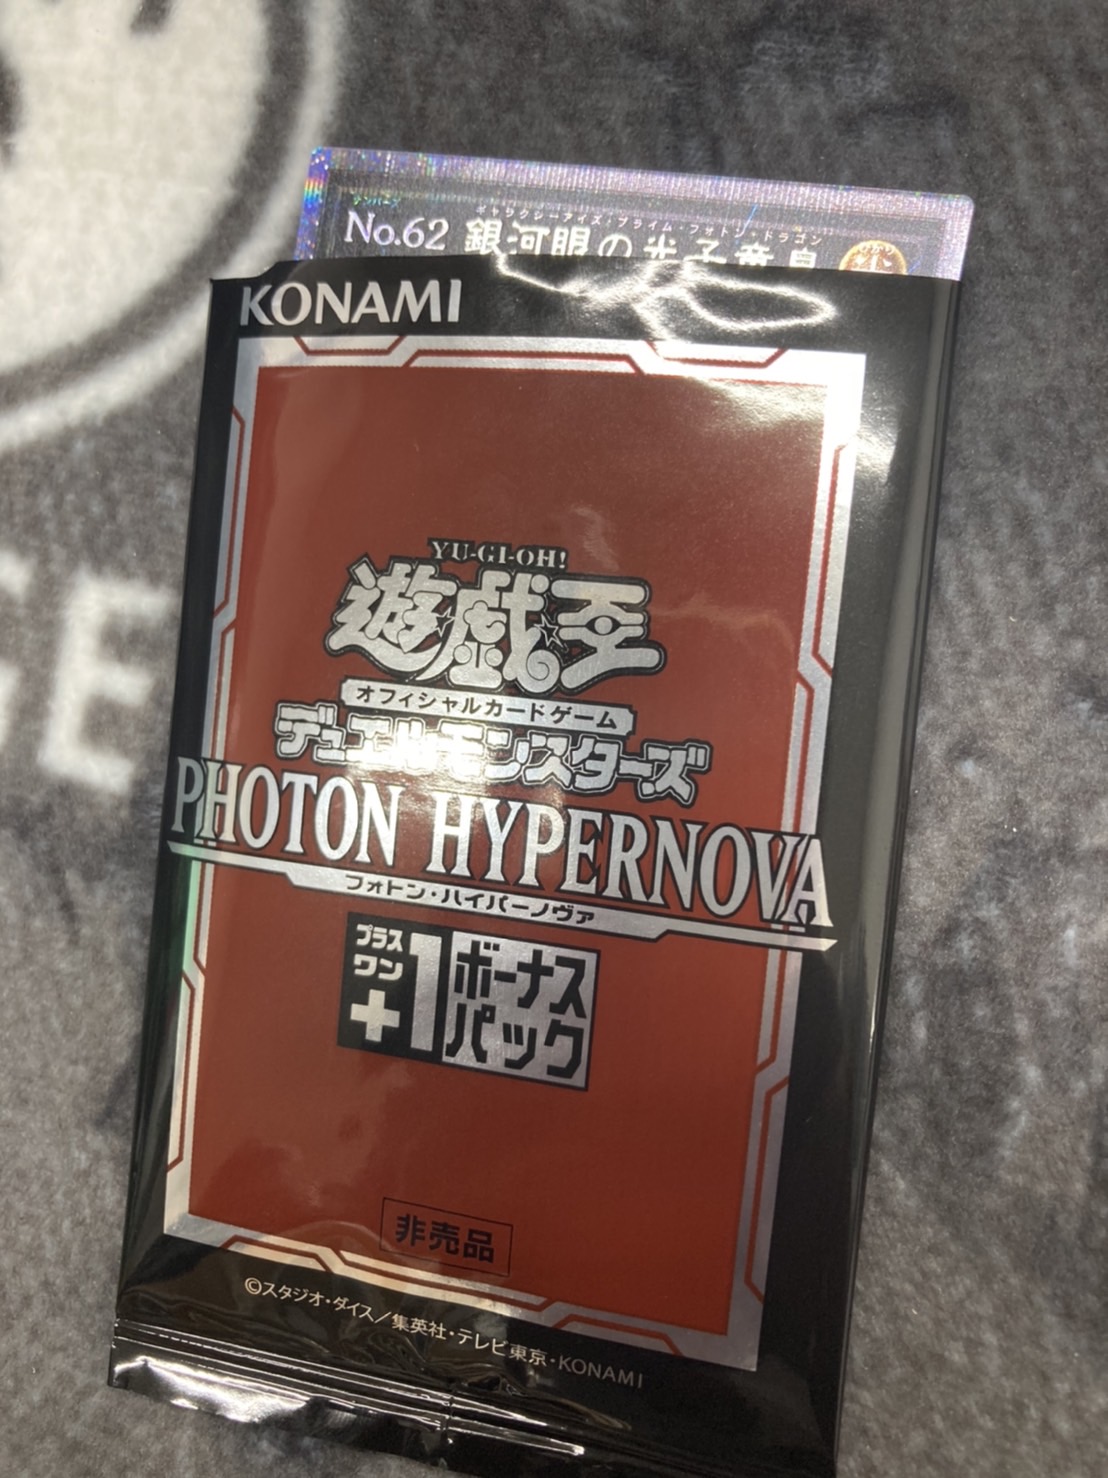 ナンバーズ
ギャラクシーアイズ・プライム・フォトン・ドラゴン
No.62 銀河眼の光子竜皇
KONAMI
YU-GI-OH!
遊戯王
オフィシャルカードゲーム
デュエルモンスターズ
PHOTON HYPERNOVA
フォトン・ハイパーノヴァ
プラスワン+1 ボーナスパック
非売品
©スタジオ・ダイス/集英社・テレビ東京・KONAMI